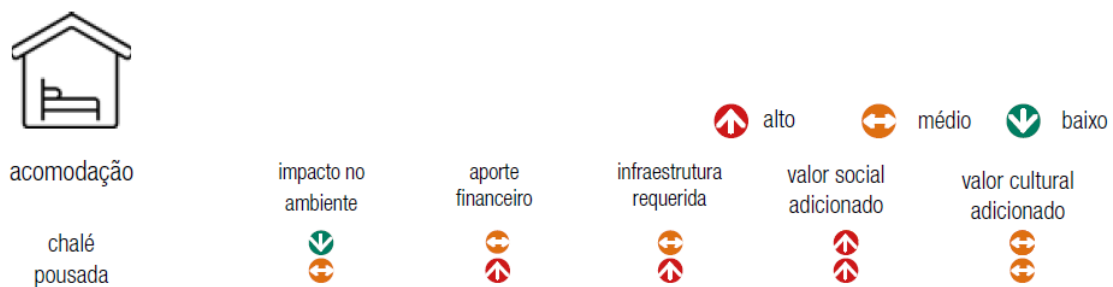 alto médio baixo
acomodação
impacto no
ambiente
aporte
financeiro
infraestrutura
requerida
valor social
adicionado
valor cultural
adicionado
chalé
pousada